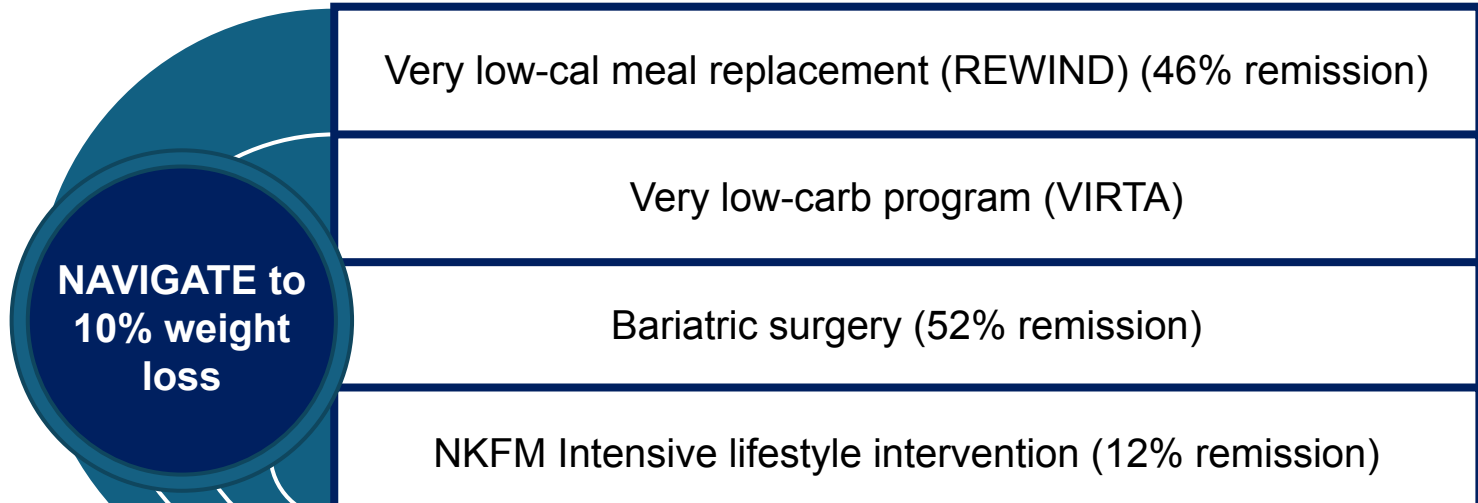 Very low-cal meal replacement (REWIND) (46% remission)
Very low-carb program (VIRTA)
NAVIGATE to
10% weight
loss
Bariatric surgery (52% remission)
NKFM Intensive lifestyle intervention (12% remission)